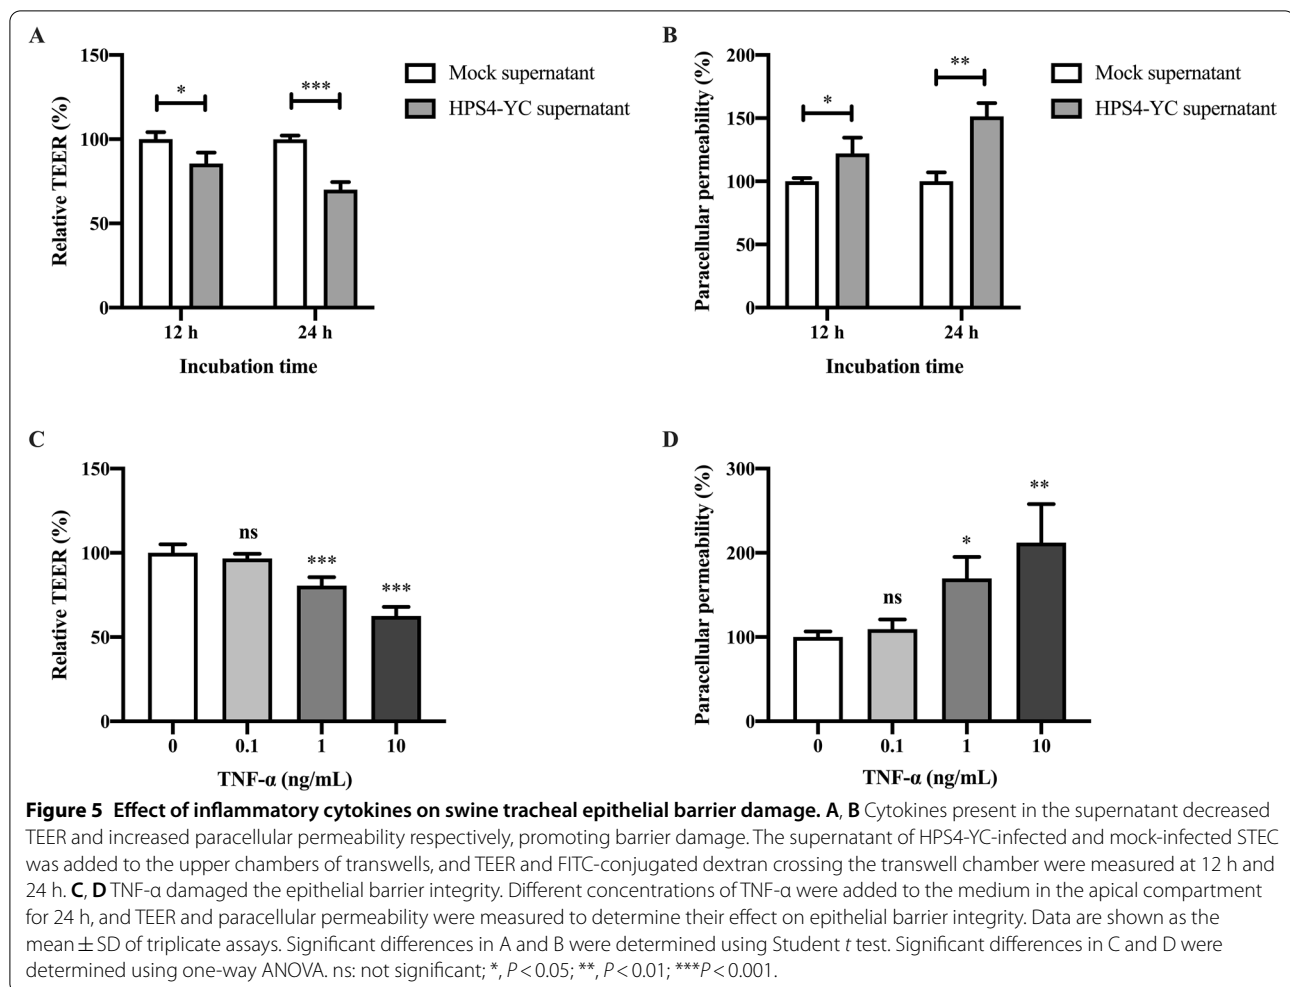 A
150
100
50
0
Relative TEER (%)
*
***
12 h
24 h
Incubation time
Mock supernatant
HPS4-YC supernatant
B
200
150
100
50
0
Paracellular permeability (%)
*
**
12 h
24 h
Incubation time
Mock supernatant
HPS4-YC supernatant
C
150
100
50
0
Relative TEER (%)
ns
***
***
0
0.1
1
10
TNF-α (ng/mL)
D
300
200
100
0
Paracellular permeability (%)
ns
*
**
0
0.1
1
10
TNF-α (ng/mL)
Figure 5 Effect of inflammatory cytokines on swine tracheal epithelial barrier damage. A, B Cytokines present in the supernatant decreased
TEER and increased paracellular permeability respectively, promoting barrier damage. The supernatant of HPS4-YC-infected and mock-infected STEC
was added to the upper chambers of transwells, and TEER and FITC-conjugated dextran crossing the transwell chamber were measured at 12 h and
24 h. C, D TNF-α damaged the epithelial barrier integrity. Different concentrations of TNF-α were added to the medium in the apical compartment
for 24 h, and TEER and paracellular permeability were measured to determine their effect on epithelial barrier integrity. Data are shown as the
mean ± SD of triplicate assays. Significant differences in A and B were determined using Student t test. Significant differences in C and D were
determined using one-way ANOVA. ns: not significant; *, P < 0.05; **, P < 0.01; ***P < 0.001.